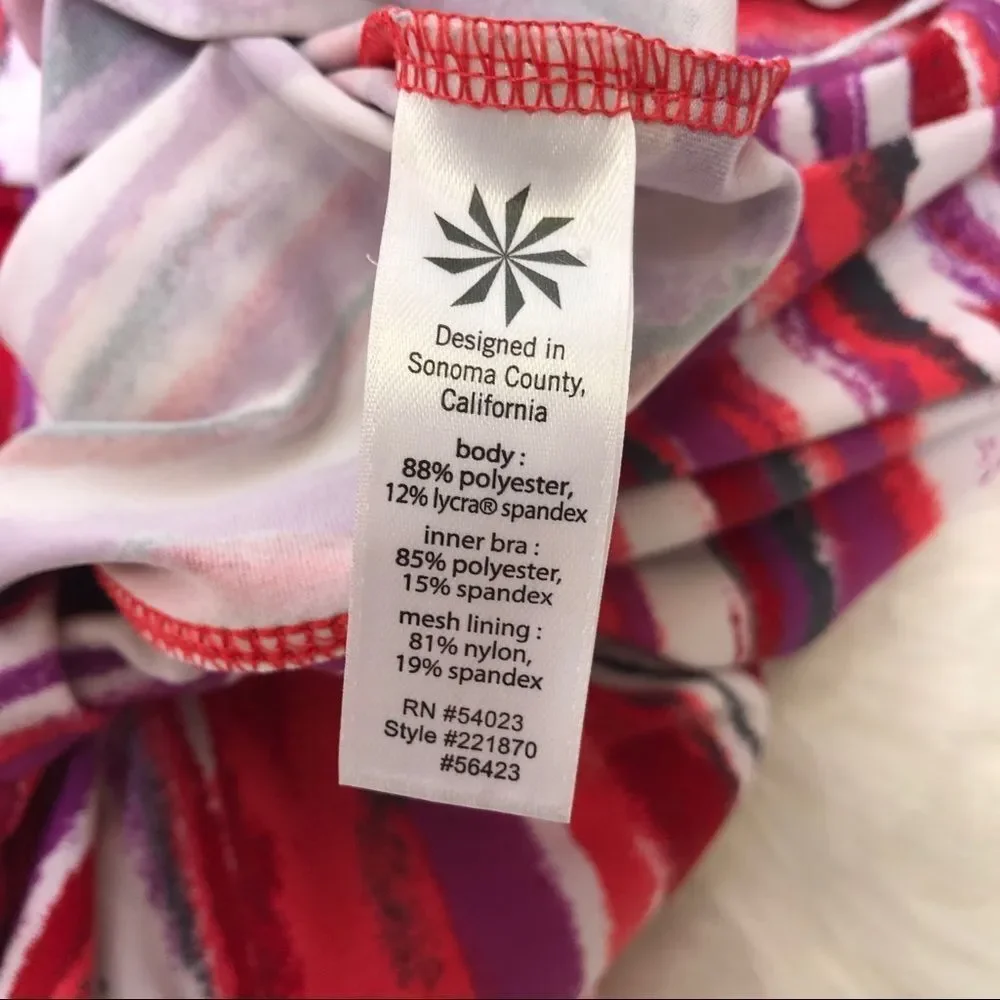 Designed in
Sonoma County,
California
body :
88% polyester,
12% lycra® spandex
inner bra :
85% polyester,
15% spandex
mesh lining :
81% nylon,
19% spandex
RN #54023
Style #221870
#56423